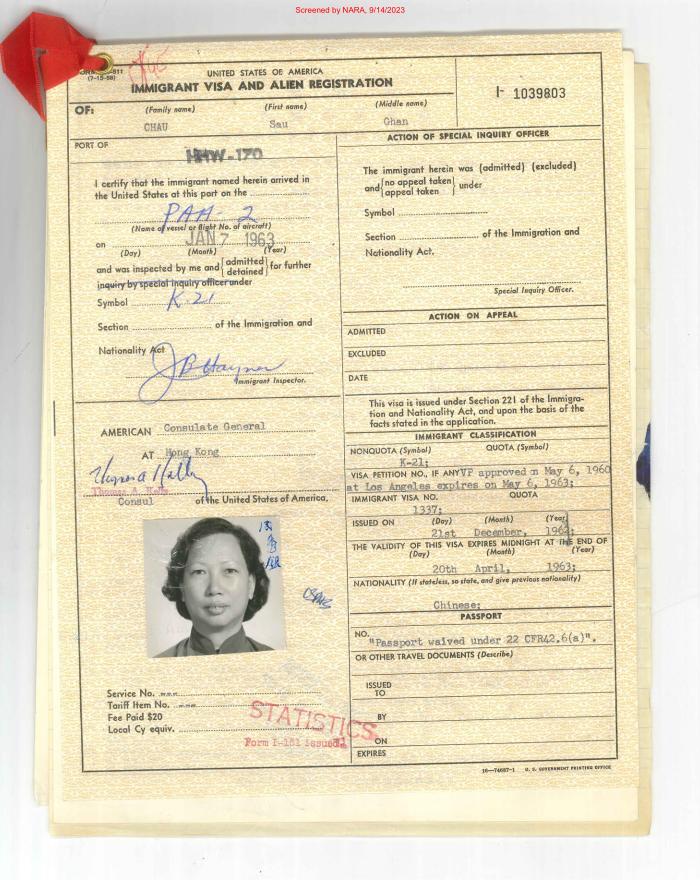 Screened by NARA, 9/14/2023
(7-15-58)
UNITED STATES OF AMERICA
IMMIGRANT VISA AND ALIEN REGISTRATION
I- 1039803
OF:
(Family name) (First name) (Middle name)
CHAU Sau Ghan
PORT OF
HHW-170
I certify that the immigrant named herein arrived in
the United States at this port on the
PAA-2
(Name of vessel or flight No. of aircraft)
on JAN 7 1963
(Day) (Month) (Year)
and was inspected by me and {admitted detained} for further
inquiry by special inquiry officer under
Symbol K-21
Section of the Immigration and
Nationality Act
Immigrant Inspector.
AMERICAN Consulate General
AT Hong Kong
Consul of the United States of America.
Service No. ---
Tariff Item No. ---
Fee Paid $20
Local Cy equiv.
STATISTICS
Form I-151 issued
ACTION OF SPECIAL INQUIRY OFFICER
The immigrant herein was (admitted) (excluded)
and {no appeal taken appeal taken} under
Symbol
Section of the Immigration and
Nationality Act.
Special Inquiry Officer.
ACTION ON APPEAL
ADMITTED
EXCLUDED
DATE
This visa is issued under Section 221 of the Immigra-
tion and Nationality Act, and upon the basis of the
facts stated in the application.
IMMIGRANT CLASSIFICATION
NONQUOTA (Symbol) QUOTA (Symbol)
K-21;
VISA PETITION NO., IF ANY VP approved on May 6, 1960
at Los Angeles expires on May 6, 1963;
IMMIGRANT VISA NO. QUOTA
1337;
ISSUED ON (Day) (Month) (Year)
21st December, 1962;
THE VALIDITY OF THIS VISA EXPIRES MIDNIGHT AT THE END OF
(Day) (Month) (Year)
20th April, 1963;
NATIONALITY (If stateless, so state, and give previous nationality)
Chinese;
PASSPORT
NO.
"Passport waived under 22 CFR42.6(a)".
OR OTHER TRAVEL DOCUMENTS (Describe)
ISSUED
TO
BY
ON
EXPIRES
16—74687-1 U. S. GOVERNMENT PRINTING OFFICE